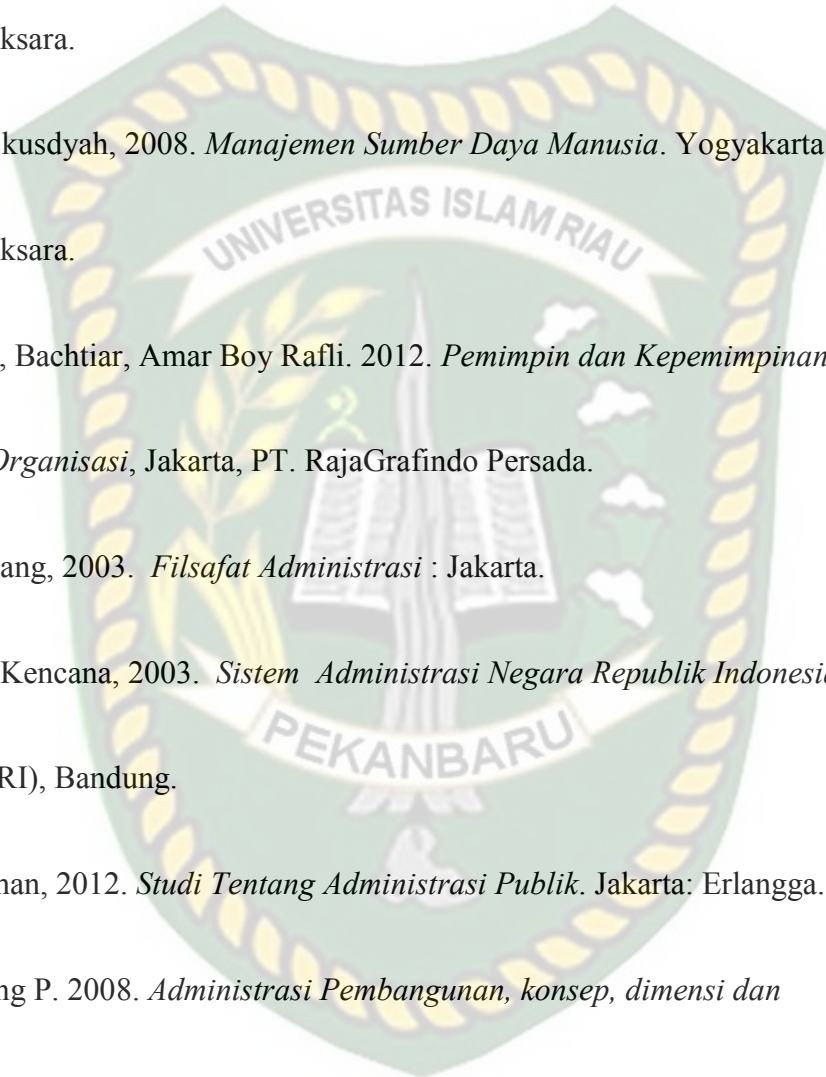 ksara.
kusdyah, 2008. Manajemen Sumber Daya Manusia. Yogyakarta
UNIVERSITAS ISLAM RIAU
ksara.
, Bachtiar, Amar Boy Rafli. 2012. Pemimpin dan Kepemimpinan
Organisasi, Jakarta, PT. RajaGrafindo Persada.
ang, 2003. Filsafat Administrasi : Jakarta.
Kencana, 2003. Sistem Administrasi Negara Republik Indonesia
PEKANBARU
RI), Bandung.
nan, 2012. Studi Tentang Administrasi Publik. Jakarta: Erlangga.
ng P. 2008. Administrasi Pembangunan, konsep, dimensi dan